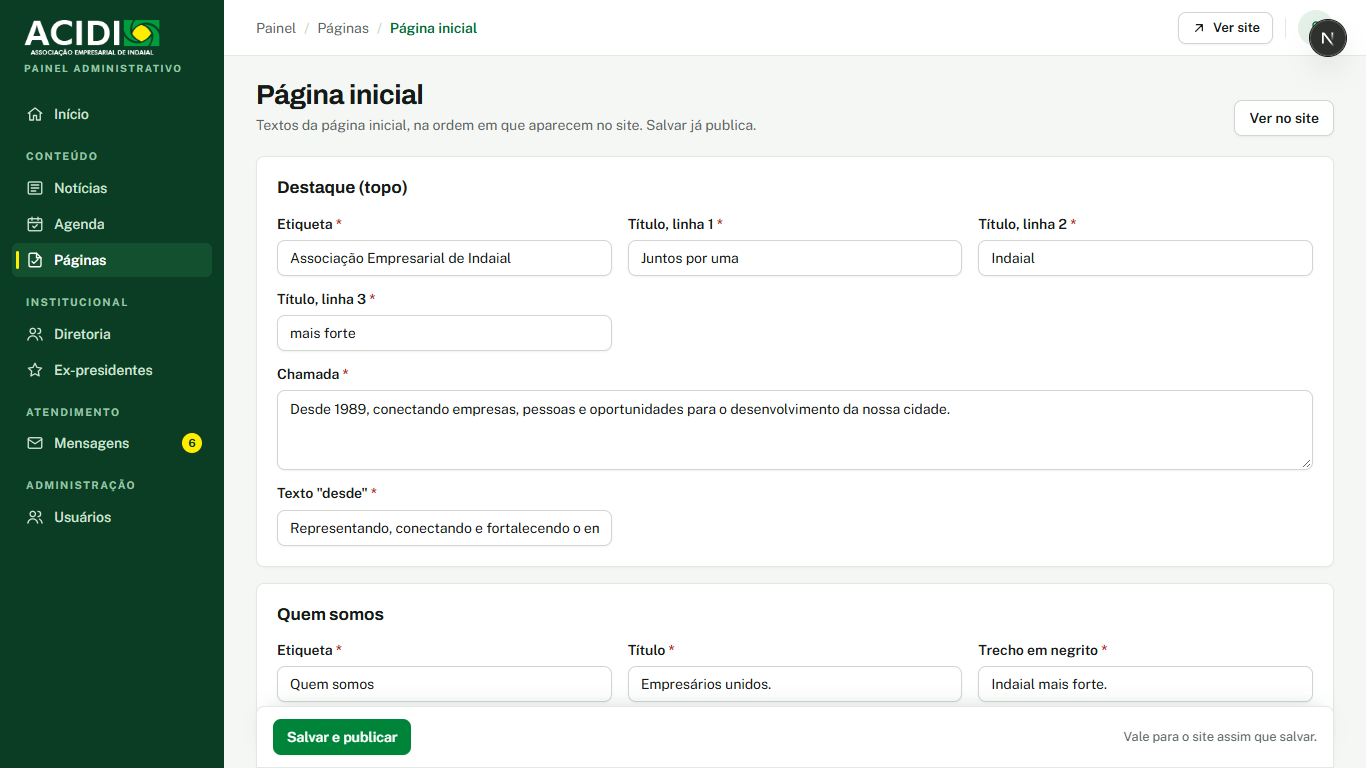 ACIDI
ASSOCIAÇÃO EMPRESARIAL DE INDAIAL
PAINEL ADMINISTRATIVO
Início
CONTEÚDO
Notícias
Agenda
Páginas
INSTITUCIONAL
Diretoria
Ex-presidentes
ATENDIMENTO
Mensagens 6
ADMINISTRAÇÃO
Usuários
Painel / Páginas / Página inicial
Ver site
N
Página inicial
Textos da página inicial, na ordem em que aparecem no site. Salvar já publica.
Ver no site
Destaque (topo)
Etiqueta * Título, linha 1 * Título, linha 2 *
Associação Empresarial de Indaial Juntos por uma Indaial
Título, linha 3 *
mais forte
Chamada *
Desde 1989, conectando empresas, pessoas e oportunidades para o desenvolvimento da nossa cidade.
Texto "desde" *
Representando, conectando e fortalecendo o en
Quem somos
Etiqueta * Título * Trecho em negrito *
Quem somos Empresários unidos. Indaial mais forte.
Salvar e publicar
Vale para o site assim que salvar.